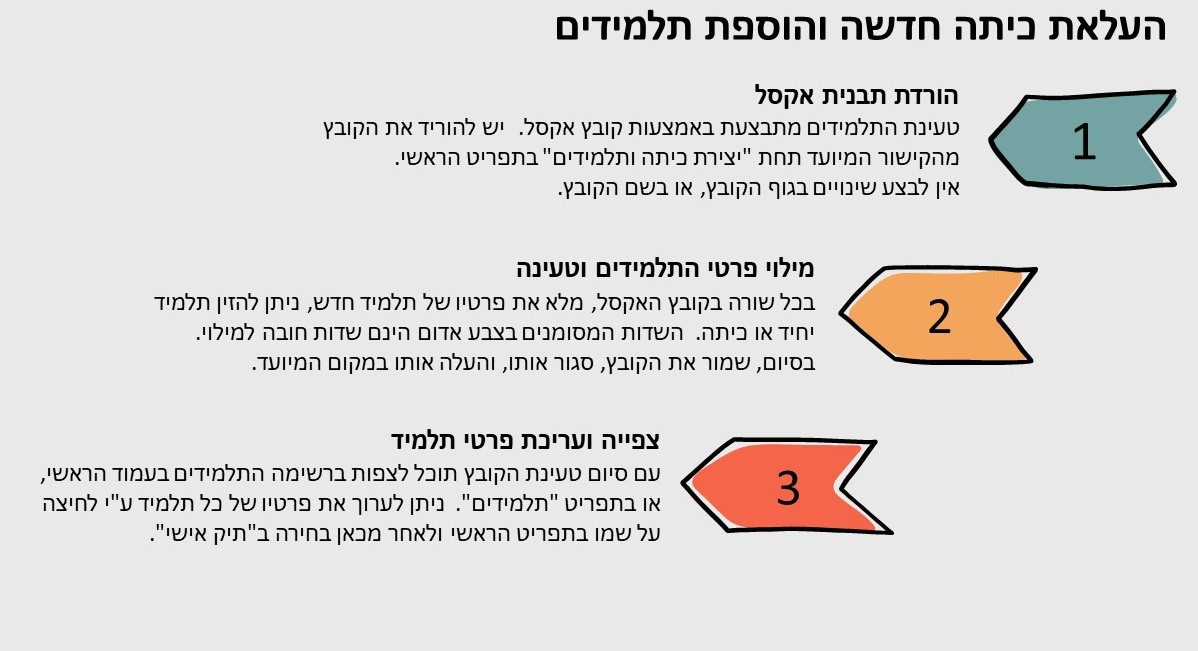 העלאת כיתה חדשה והוספת תלמידים
1
הורדת תבנית אקסל
טעינת התלמידים מתבצעת באמצעות קובץ אקסל. יש להוריד את הקובץ
מהקישור המיועד תחת "יצירת כיתה ותלמידים" בתפריט הראשי.
אין לבצע שינויים בגוף הקובץ, או בשם הקובץ.
2
מילוי פרטי התלמידים וטעינה
בכל שורה בקובץ האקסל, מלא את פרטיו של תלמיד חדש, ניתן להזין תלמיד
יחיד או כיתה. השדות המסומנים בצבע אדום הינם שדות חובה למילוי.
בסיום, שמור את הקובץ, סגור אותו, והעלה אותו במקום המיועד.
3
צפייה ועריכת פרטי תלמיד
עם סיום טעינת הקובץ תוכל לצפות ברשימה התלמידים בעמוד הראשי,
או בתפריט "תלמידים". ניתן לערוך את פרטיו של כל תלמיד ע"י לחיצה
על שמו בתפריט הראשי ולאחר מכאן בחירה ב"תיק אישי".